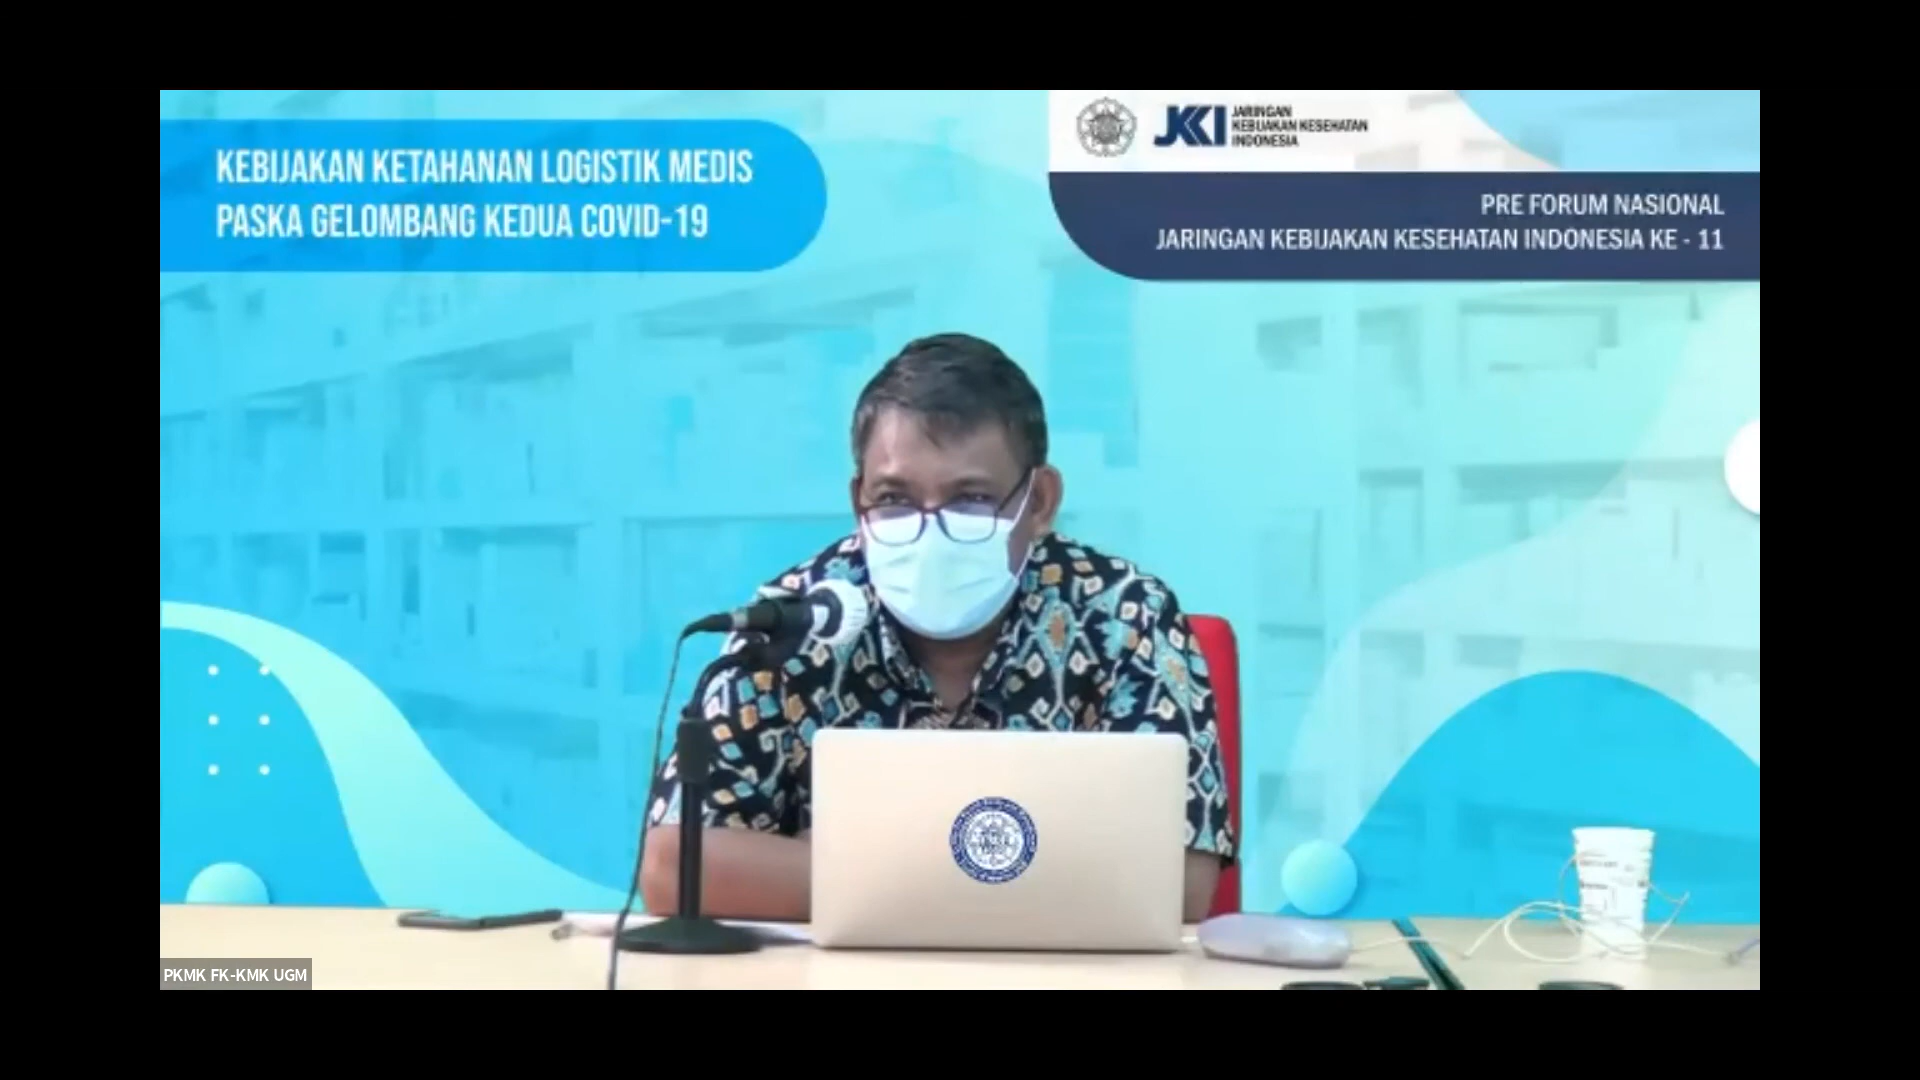 KEBIJAKAN KETAHANAN LOGISTIK MEDIS
PASKA GELOMBANG KEDUA COVID-19
JKKI
JARINGAN
KEBIJAKAN KESEHATAN
INDONESIA
PRE FORUM NASIONAL
JARINGAN KEBIJAKAN KESEHATAN INDONESIA KE - 11
PKMK FK-KMK UGM